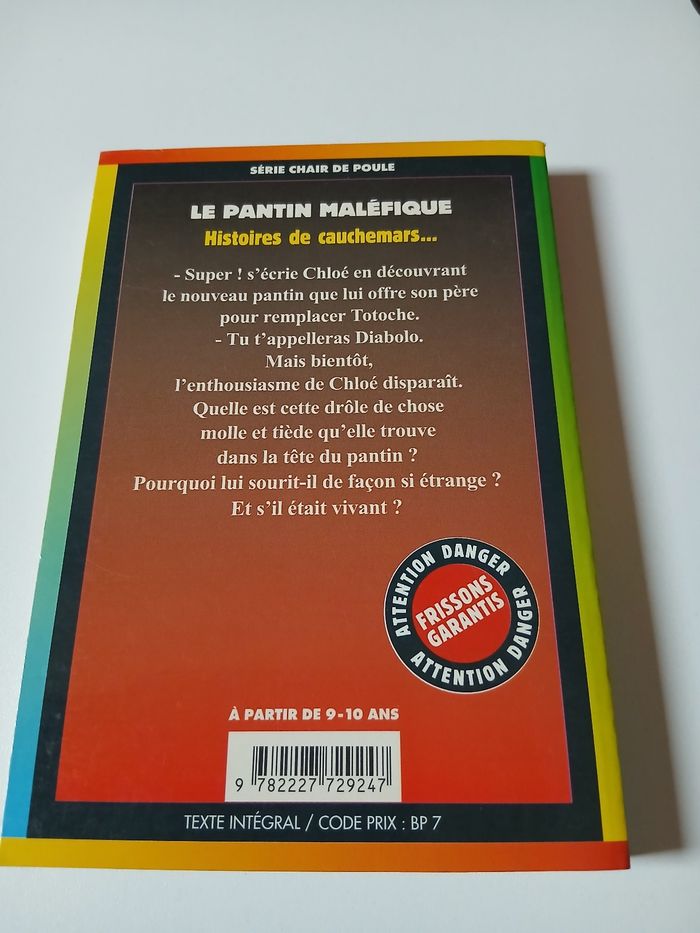 SÉRIE CHAIR DE POULE
LE PANTIN MALÉFIQUE
Histoires de cauchemars...
- Super ! s'écrie Chloé en découvrant
le nouveau pantin que lui offre son père
pour remplacer Totoche.
- Tu t'appelleras Diabolo.
Mais bientôt,
l'enthousiasme de Chloé disparaît.
Quelle est cette drôle de chose
molle et tiède qu'elle trouve
dans la tête du pantin ?
Pourquoi lui sourit-il de façon si étrange ?
Et s'il était vivant ?
ATTENTION DANGER
FRISSONS
GARANTIS
ATTENTION DANGER
À PARTIR DE 9-10 ANS
9 782227 729247
TEXTE INTÉGRAL / CODE PRIX : BP 7